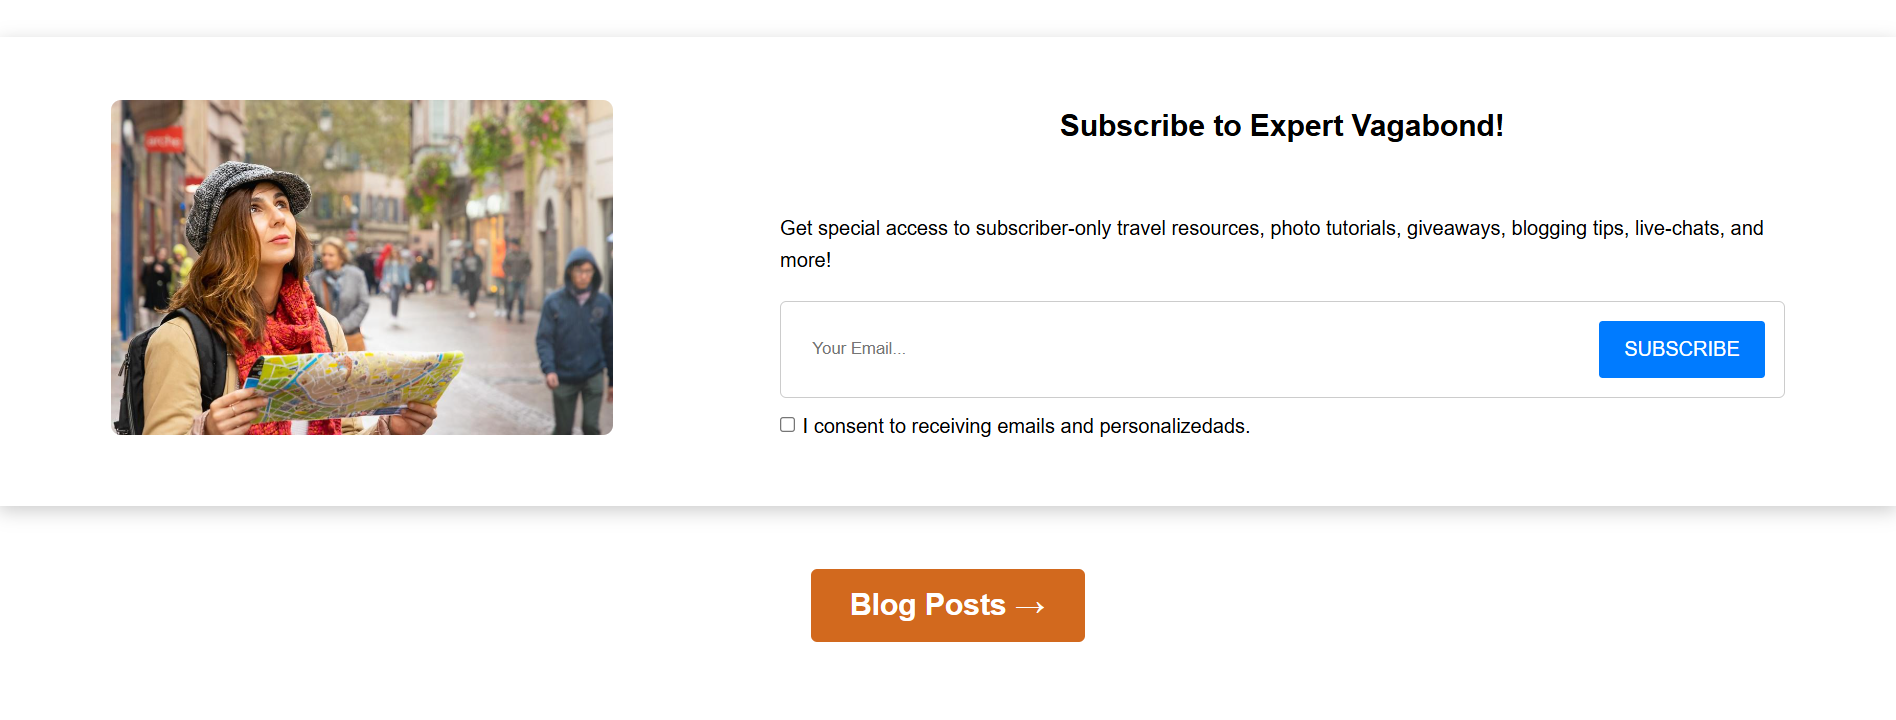 Subscribe to Expert Vagabond!
Get special access to subscriber-only travel resources, photo tutorials, giveaways, blogging tips, live-chats, and
more!
Your Email...
SUBSCRIBE
I consent to receiving emails and personalizedads.
Blog Posts →